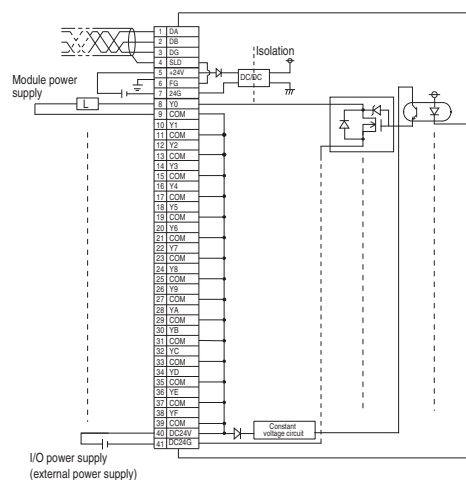 1 DA
2 DB
3 DG
4 SLD
5 +24V
6 FG
7 24G
8 Y0
9 COM
10 Y1
11 COM
12 Y2
13 COM
14 Y3
15 COM
16 Y4
17 COM
18 Y5
19 COM
20 Y6
21 COM
22 Y7
23 COM
24 Y8
25 COM
26 Y9
27 COM
28 YA
29 COM
30 YB
31 COM
32 YC
33 COM
34 YD
35 COM
36 YE
37 COM
38 YF
39 COM
40 DC24V
41 DC24G
Module power
supply
L
Isolation
DC/DC
Constant
voltage circuit
I/O power supply
(external power supply)